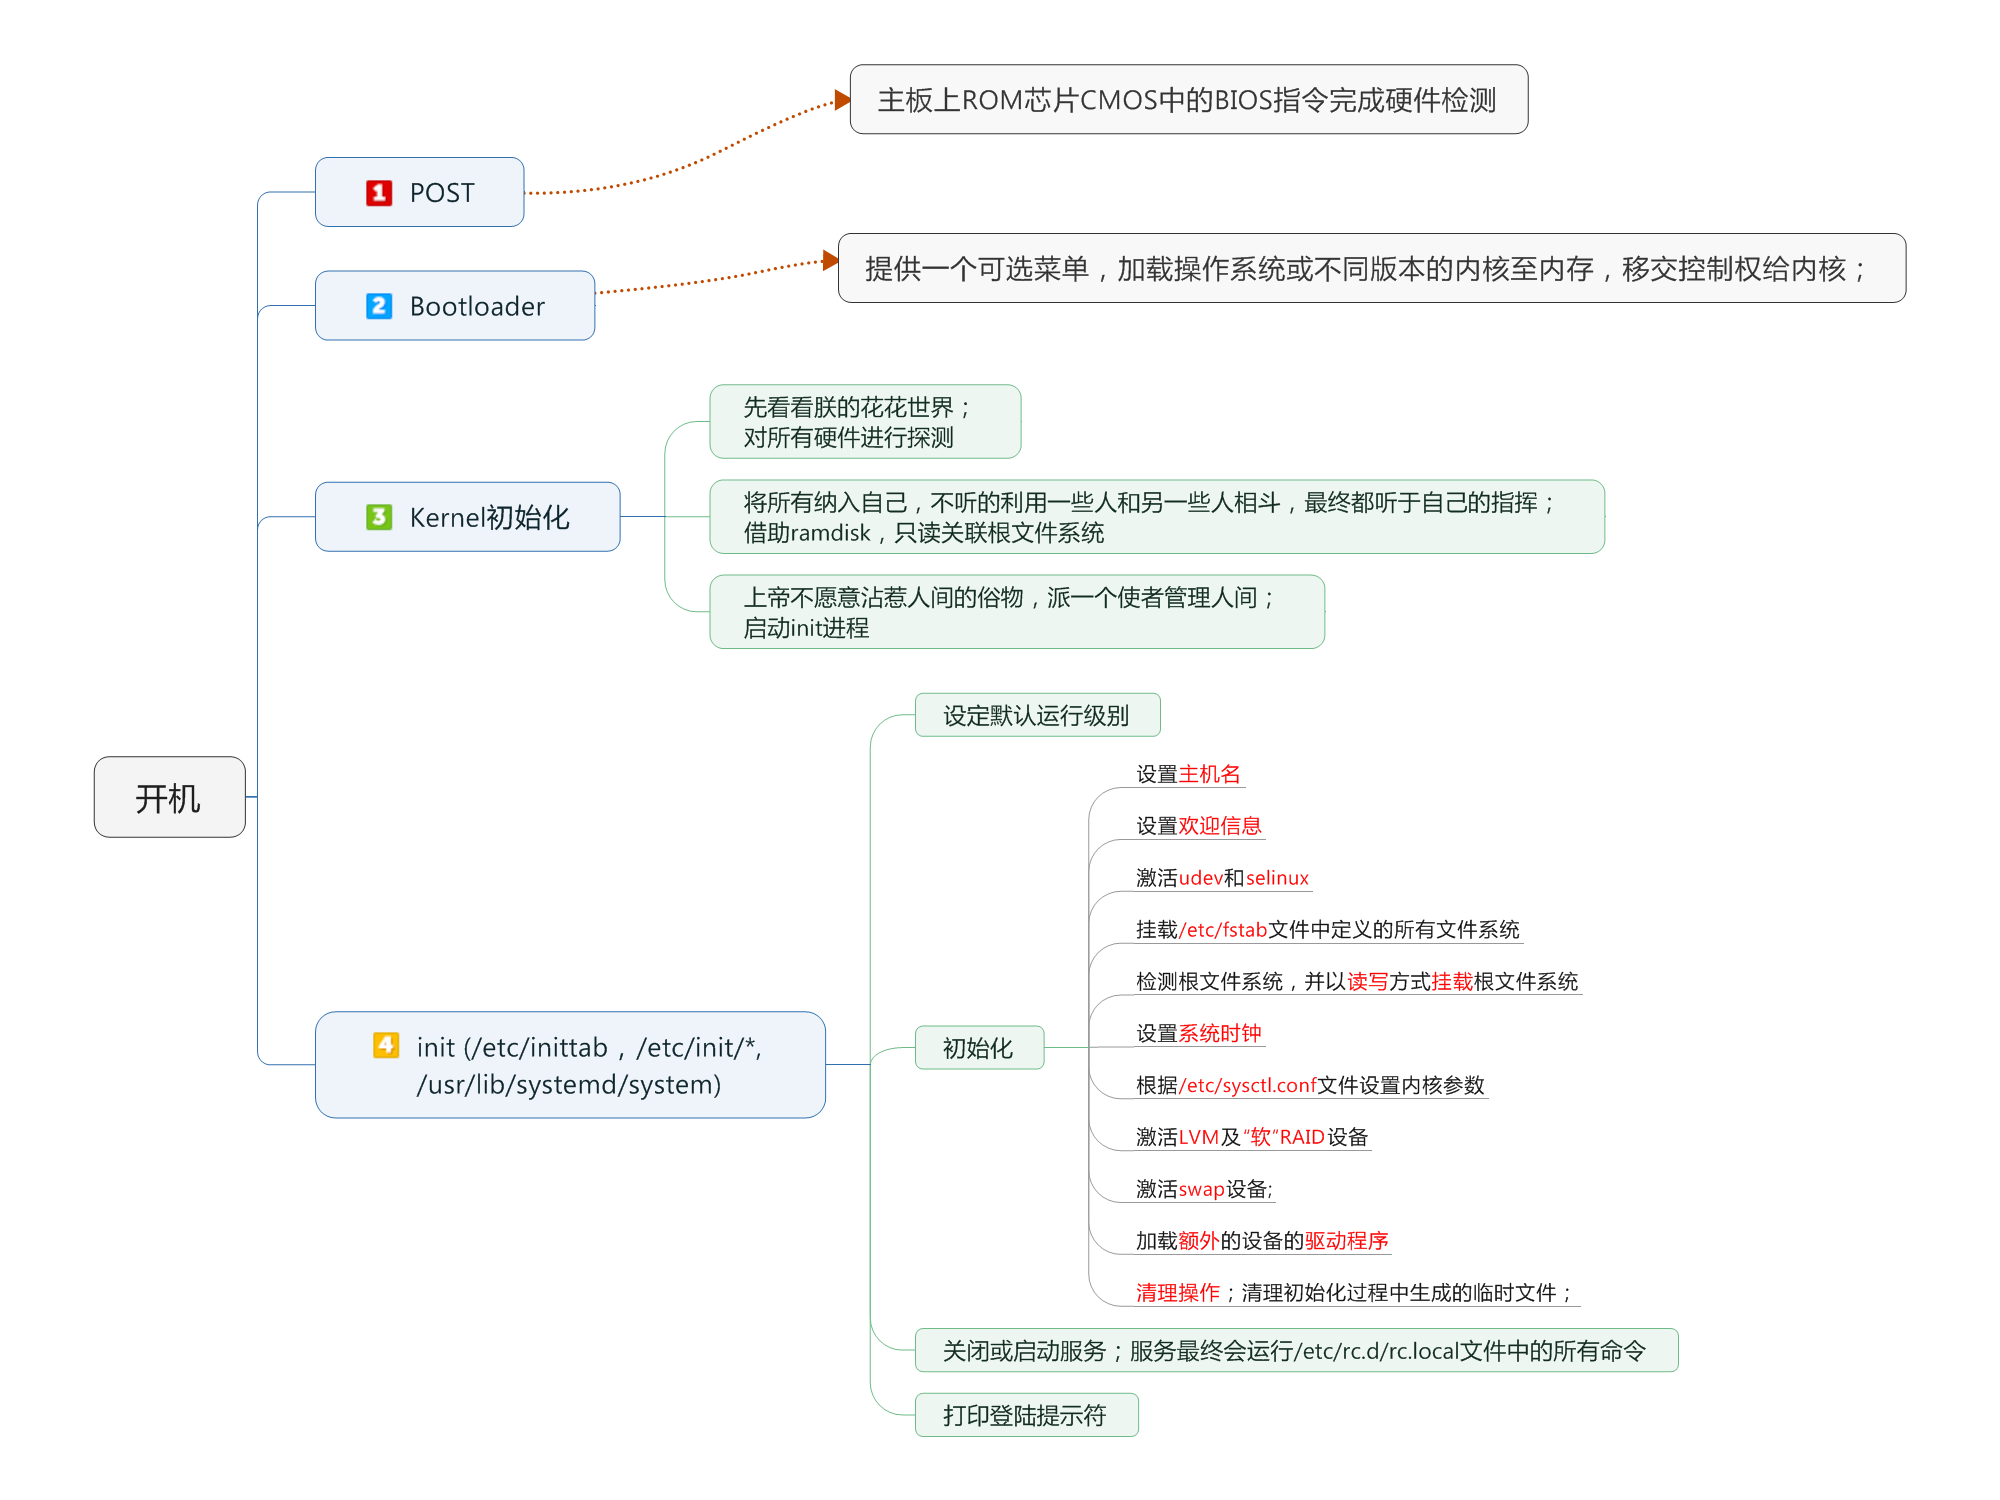 主板上ROM芯片CMOS中的BIOS指令完成硬件检测
1 POST
提供一个可选菜单，加载操作系统或不同版本的内核至内存，移交控制权给内核；
2 Bootloader
先看看朕的花花世界；
对所有硬件进行探测
3 Kernel初始化
将所有纳入自己，不听的利用一些人和另一些人相斗，最终都听于自己的指挥；
借助ramdisk，只读关联根文件系统
上帝不愿意沾惹人间的俗物，派一个使者管理人间；
启动init进程
开机
4 init (/etc/inittab，/etc/init/*,
/usr/lib/systemd/system)
设定默认运行级别
初始化
设置主机名
设置欢迎信息
激活udev和selinux
挂载/etc/fstab文件中定义的所有文件系统
检测根文件系统，并以读写方式挂载根文件系统
设置系统时钟
根据/etc/sysctl.conf文件设置内核参数
激活LVM及“软“RAID设备
激活swap设备;
加载额外的设备的驱动程序
清理操作；清理初始化过程中生成的临时文件；
关闭或启动服务；服务最终会运行/etc/rc.d/rc.local文件中的所有命令
打印登陆提示符